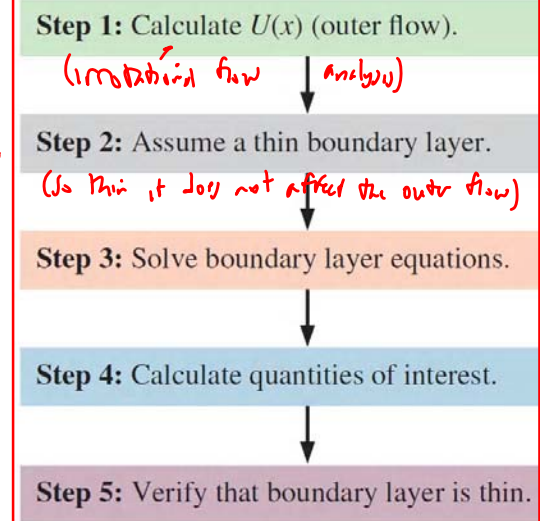 Step 1: Calculate U(x) (outer flow).
(irrotational flow analysis)
Step 2: Assume a thin boundary layer.
(so thin it does not affect the outer flow)
Step 3: Solve boundary layer equations.
Step 4: Calculate quantities of interest.
Step 5: Verify that boundary layer is thin.